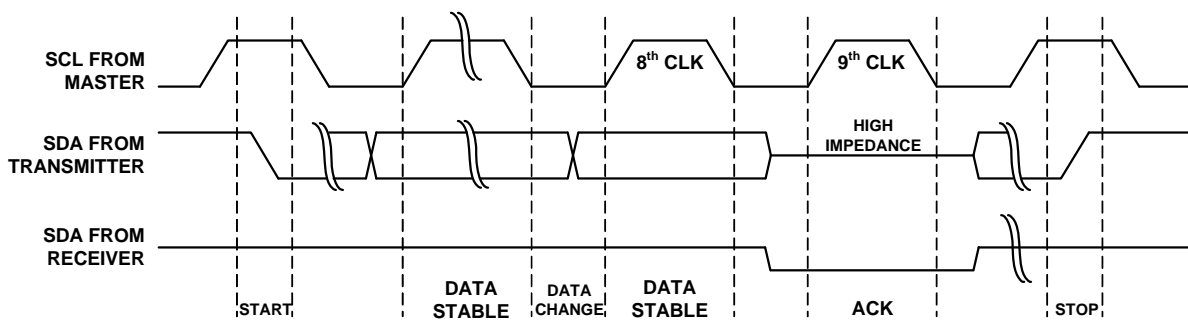 SCL FROM
MASTER
8th CLK
9th CLK
SDA FROM
TRANSMITTER
HIGH
IMPEDANCE
SDA FROM
RECEIVER
START
DATA
STABLE
DATA
CHANGE
DATA
STABLE
ACK
STOP